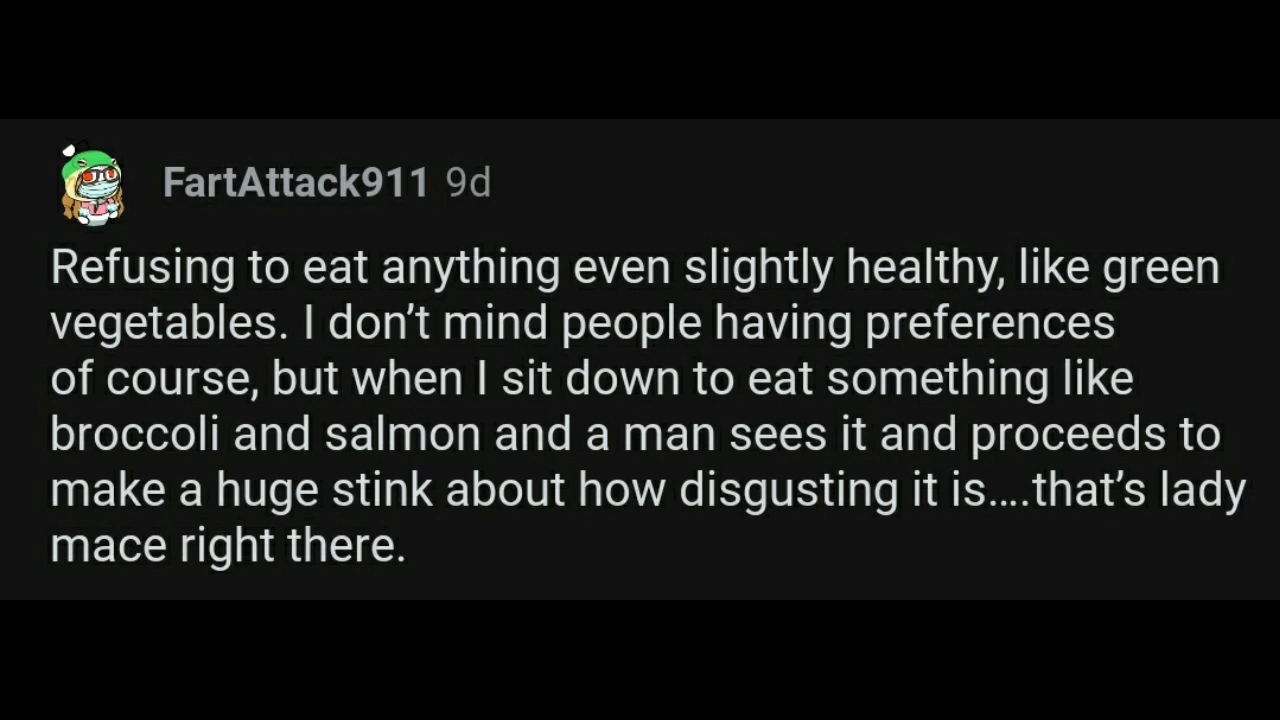 FartAttack911 9d
Refusing to eat anything even slightly healthy, like green
vegetables. I don’t mind people having preferences
of course, but when I sit down to eat something like
broccoli and salmon and a man sees it and proceeds to
make a huge stink about how disgusting it is....that’s lady
mace right there.